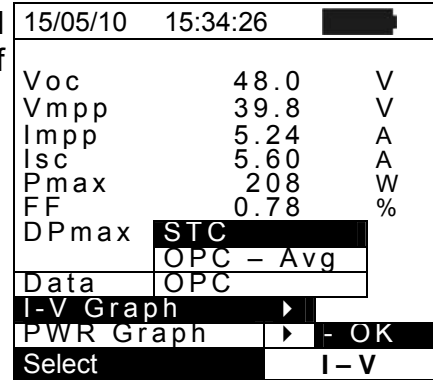 15/05/10 15:34:26
Voc 48.0 V
Vmpp 39.8 V
Impp 5.24 A
Isc 5.60 A
Pmax 208 W
FF 0.78 %
DPmax STC
OPC – Avg
Data OPC
I-V Graph
PWR Graph - OK
Select I – V